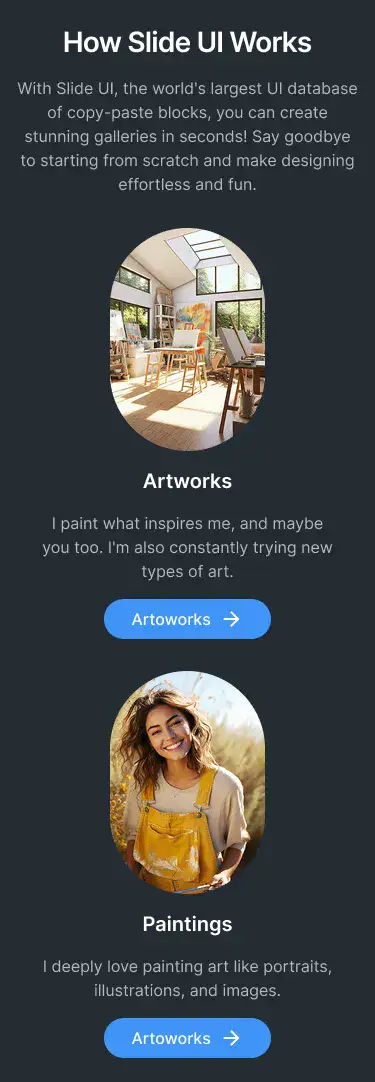 How Slide UI Works
With Slide UI, the world's largest UI database
of copy-paste blocks, you can create
stunning galleries in seconds! Say goodbye
to starting from scratch and make designing
effortless and fun.
Artworks
I paint what inspires me, and maybe
you too. I'm also constantly trying new
types of art.
Artoworks
Paintings
I deeply love painting art like portraits,
illustrations, and images.
Artoworks